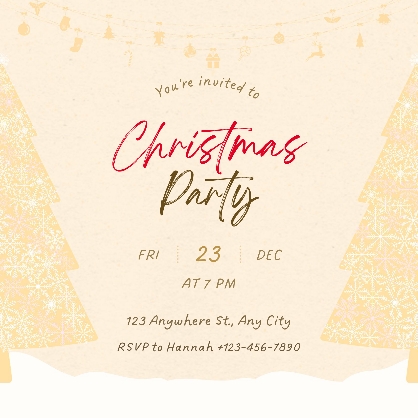 You're invited to
Christmas
Party
FRI 23 DEC
AT 7 PM
123 Anywhere St., Any City
RSVP to Hannah +123-456-7890